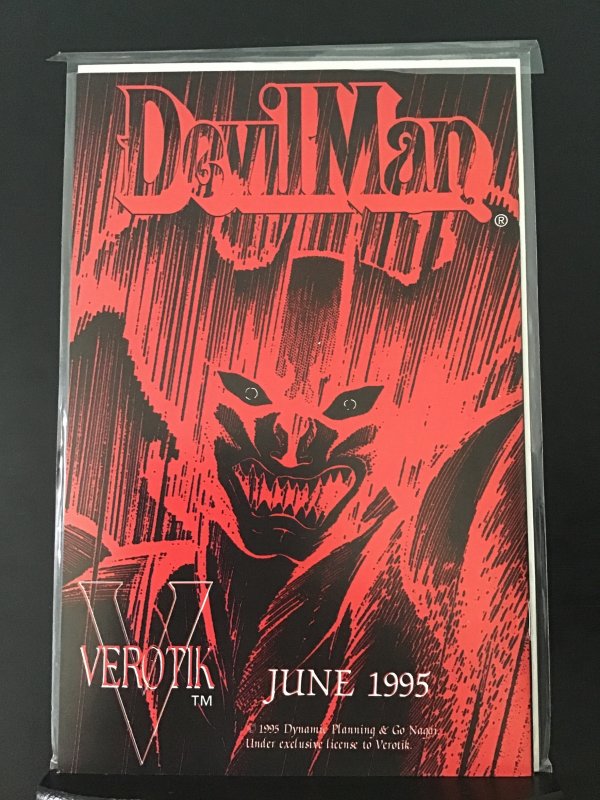 DevilMan
®
VEROTIK
TM
JUNE 1995
© 1995 Dynamic Planning & Go Nagai.
Under exclusive license to Verotik.